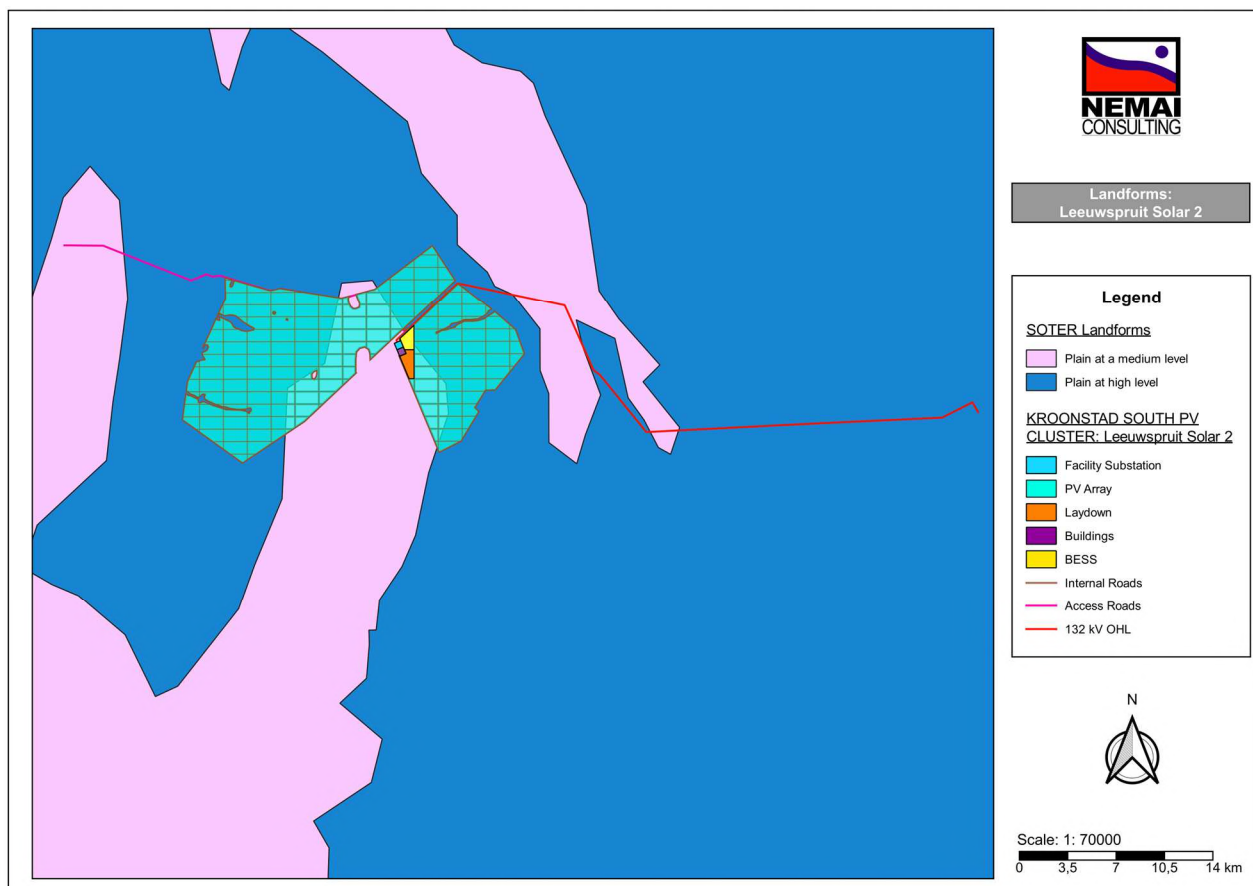 NEMAI
CONSULTING
Landforms:
Leeuwspruit Solar 2
Legend
SOTER Landforms
Plain at a medium level
Plain at high level
KROONSTAD SOUTH PV
CLUSTER: Leeuwspruit Solar 2
Facility Substation
PV Array
Laydown
Buildings
BESS
Internal Roads
Access Roads
132 kV OHL
N
Scale: 1: 70000
0 3,5 7 10,5 14 km